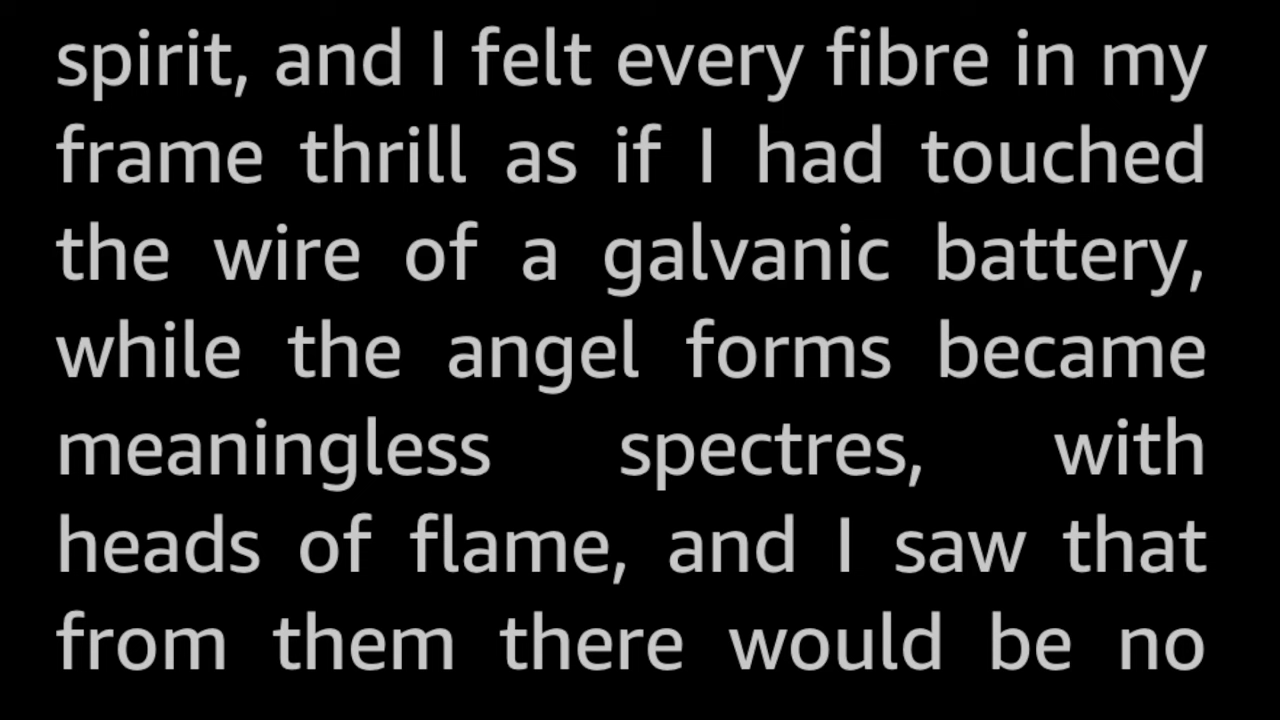 spirit, and I felt every fibre in my
frame thrill as if I had touched
the wire of a galvanic battery,
while the angel forms became
meaningless spectres, with
heads of flame, and I saw that
from them there would be no